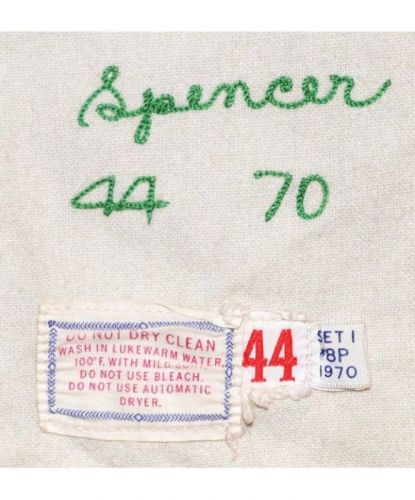 Spencer
44 70
DO NOT DRY CLEAN
WASH IN LUKEWARM WATER,
100°F, WITH MILD SOAP.
DO NOT USE BLEACH.
DO NOT USE AUTOMATIC
DRYER.
44
SET 1
#8P
1970